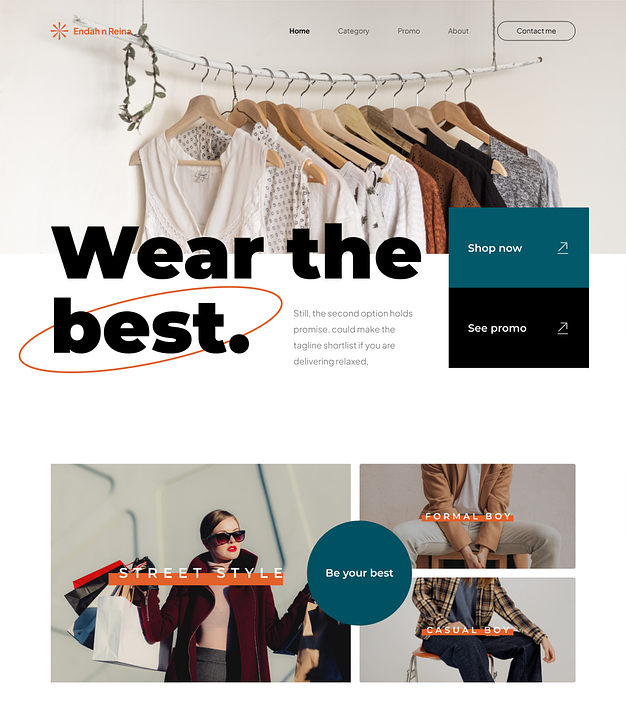 Endah n Reina
Home
Category
Promo
About
Contact me
Wear the
best.
Still, the second option holds
promise. could make the
tagline shortlist if you are
delivering relaxed.
Shop now
See promo
STREET STYLE
Be your best
FORMAL BOY
CASUAL BOY